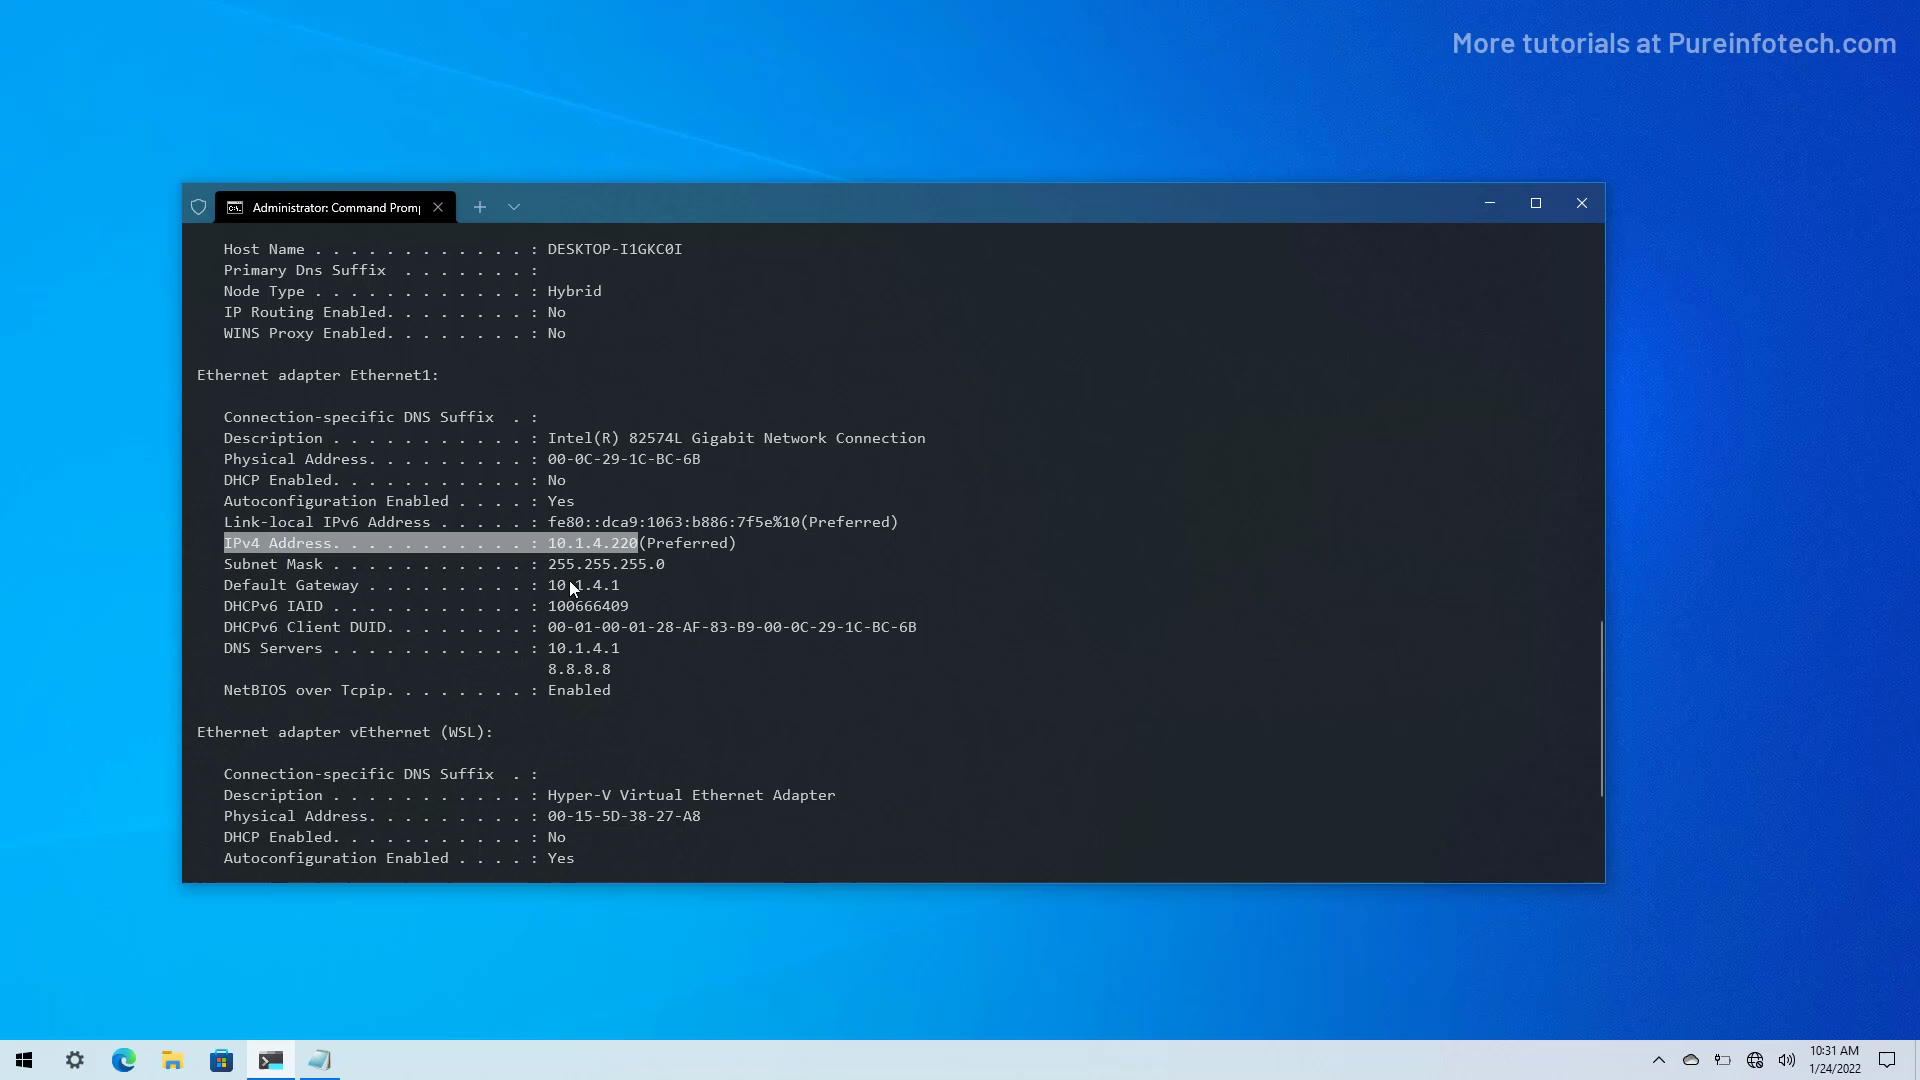 More tutorials at Pureinfotech.com
Administrator: Command Promp
Host Name . . . . . . . . . . . . : DESKTOP-I1GKC0I
Primary Dns Suffix  . . . . . . . :
Node Type . . . . . . . . . . . . : Hybrid
IP Routing Enabled. . . . . . . . : No
WINS Proxy Enabled. . . . . . . . : No
Ethernet adapter Ethernet1:
Connection-specific DNS Suffix  . :
Description . . . . . . . . . . . : Intel(R) 82574L Gigabit Network Connection
Physical Address. . . . . . . . . : 00-0C-29-1C-BC-6B
DHCP Enabled. . . . . . . . . . . : No
Autoconfiguration Enabled . . . . : Yes
Link-local IPv6 Address . . . . . : fe80::dca9:1063:b886:7f5e%10(Preferred)
IPv4 Address. . . . . . . . . . . : 10.1.4.220(Preferred)
Subnet Mask . . . . . . . . . . . : 255.255.255.0
Default Gateway . . . . . . . . . : 10.1.4.1
DHCPv6 IAID . . . . . . . . . . . : 100666409
DHCPv6 Client DUID. . . . . . . . : 00-01-00-01-28-AF-83-B9-00-0C-29-1C-BC-6B
DNS Servers . . . . . . . . . . . : 10.1.4.1
8.8.8.8
NetBIOS over Tcpip. . . . . . . . : Enabled
Ethernet adapter vEthernet (WSL):
Connection-specific DNS Suffix  . :
Description . . . . . . . . . . . : Hyper-V Virtual Ethernet Adapter
Physical Address. . . . . . . . . : 00-15-5D-38-27-A8
DHCP Enabled. . . . . . . . . . . : No
Autoconfiguration Enabled . . . . : Yes
10:31 AM
1/24/2022